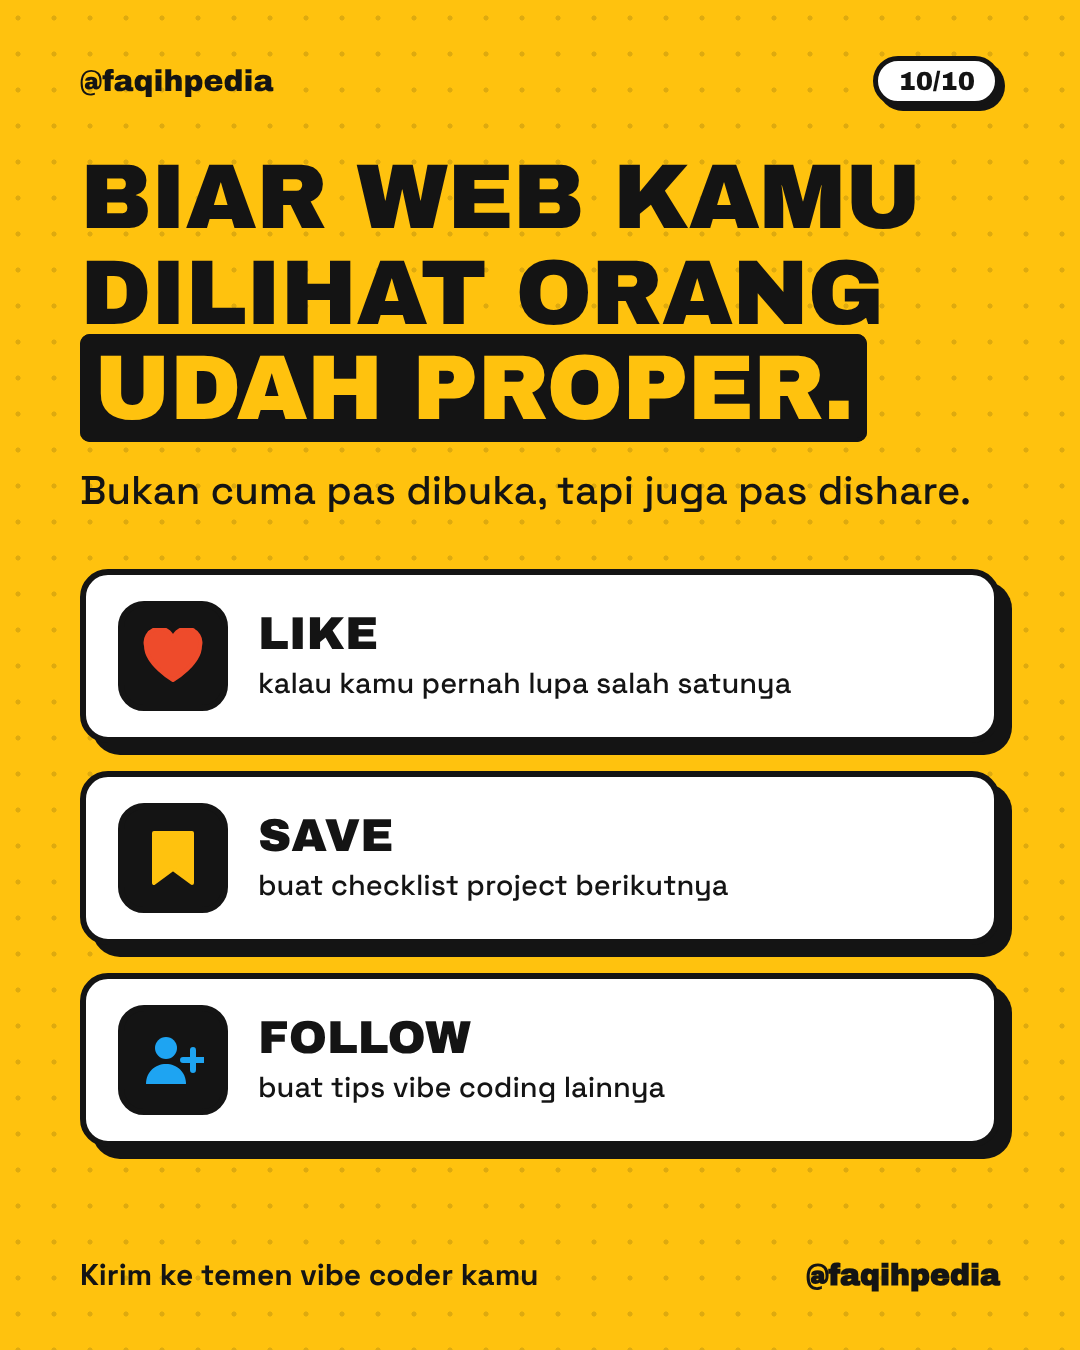 @faqihpedia
10/10
BIAR WEB KAMU
DILIHAT ORANG
UDAH PROPER.
Bukan cuma pas dibuka, tapi juga pas dishare.
LIKE
kalau kamu pernah lupa salah satunya
SAVE
buat checklist project berikutnya
FOLLOW
buat tips vibe coding lainnya
Kirim ke temen vibe coder kamu
@faqihpedia